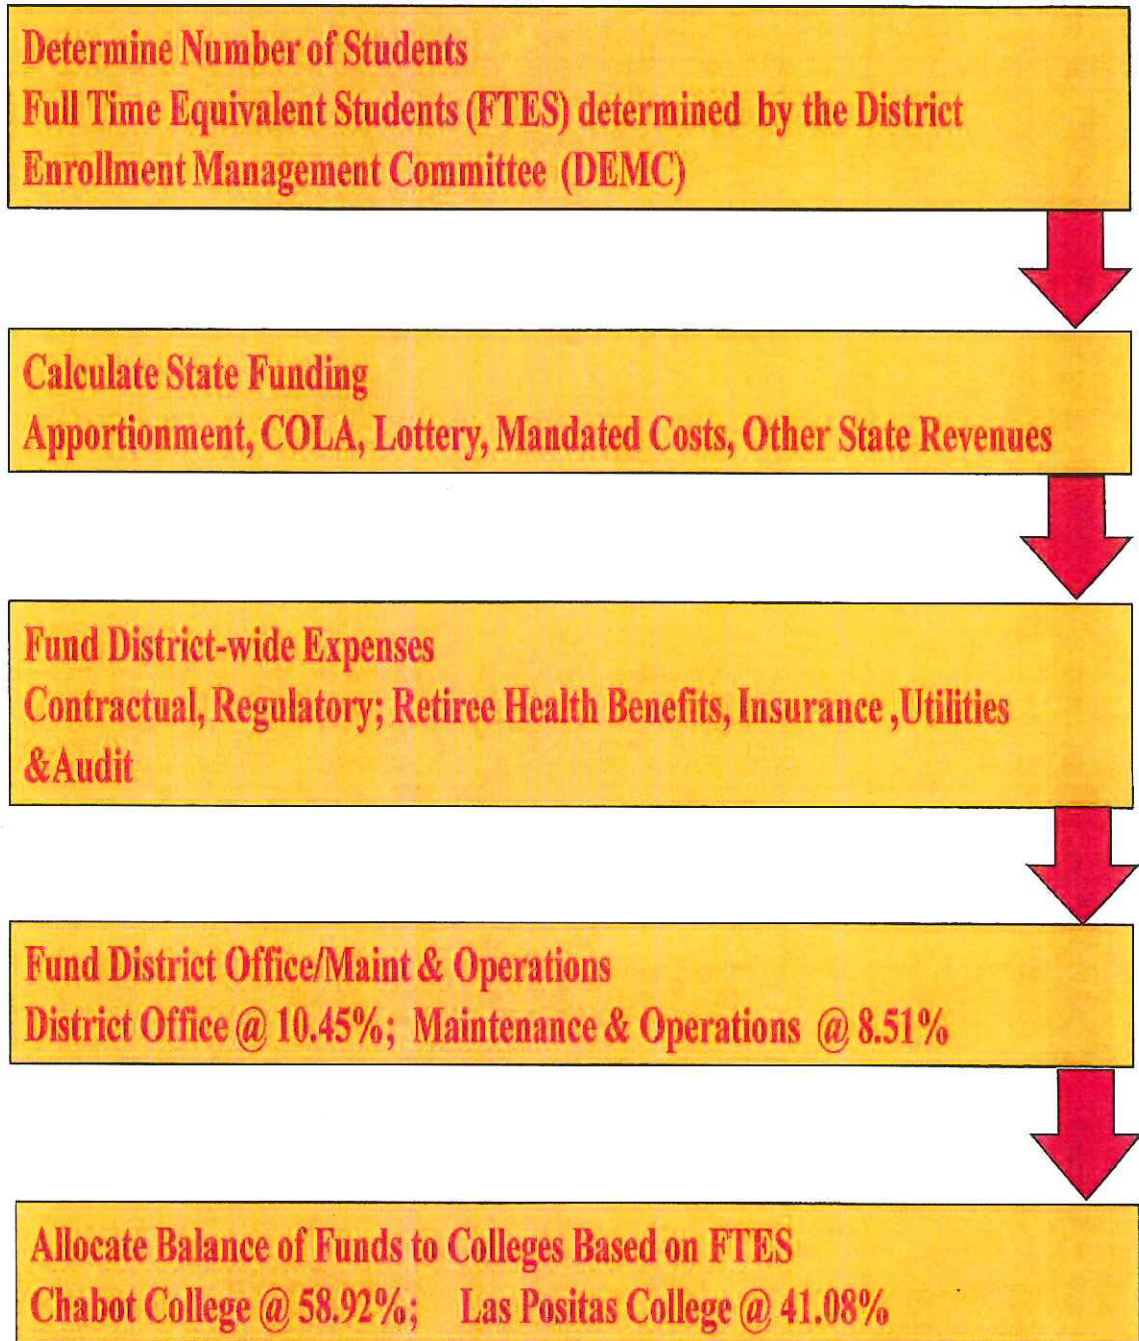 Determine Number of Students
Full Time Equivalent Students (FTES) determined by the District
Enrollment Management Committee (DEMC)
Calculate State Funding
Apportionment, COLA, Lottery, Mandated Costs, Other State Revenues
Fund District-wide Expenses
Contractual, Regulatory; Retiree Health Benefits, Insurance ,Utilities
&Audit
Fund District Office/Maint & Operations
District Office @ 10.45%; Maintenance & Operations @ 8.51%
Allocate Balance of Funds to Colleges Based on FTES
Chabot College @ 58.92%; Las Positas College @ 41.08%